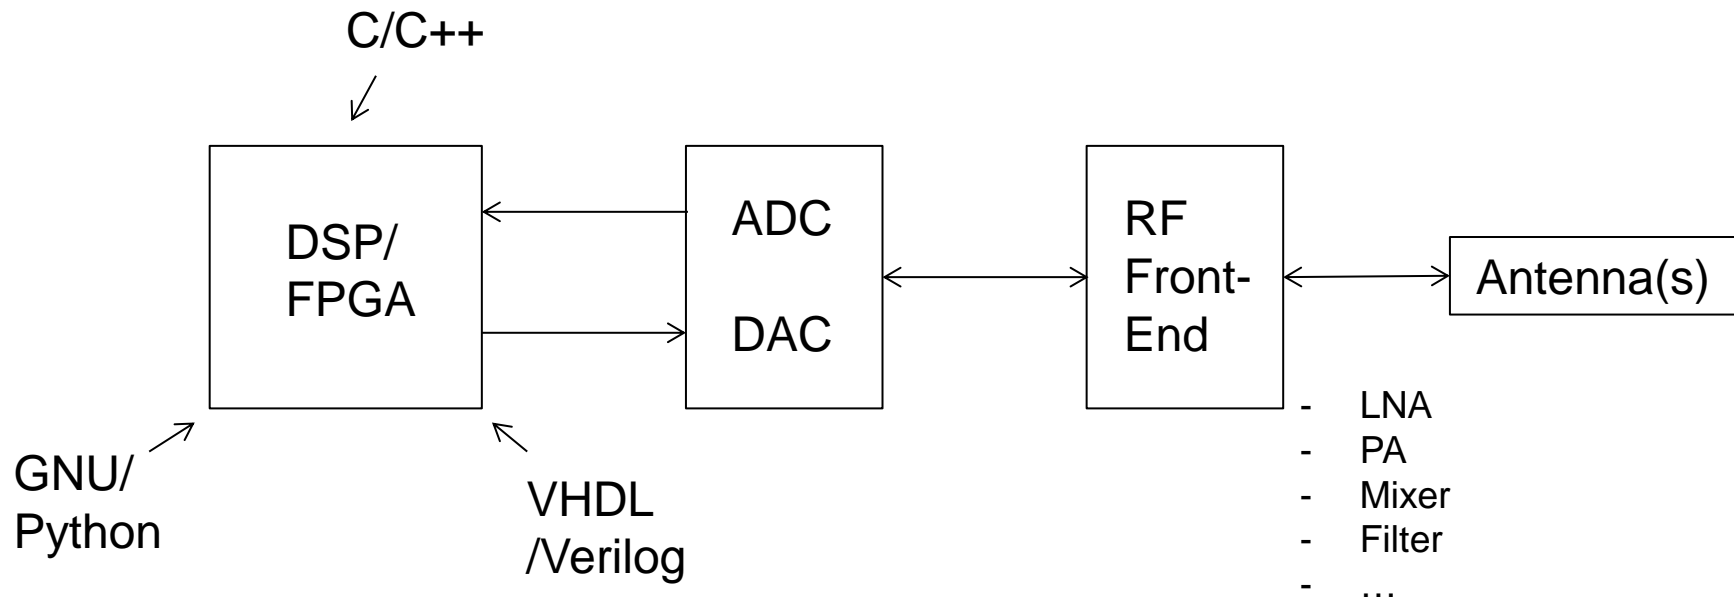 C/C++
DSP/
FPGA
ADC
DAC
RF
Front-
End
Antenna(s)
GNU/
Python
VHDL
/Verilog
- LNA
- PA
- Mixer
- Filter
- ...